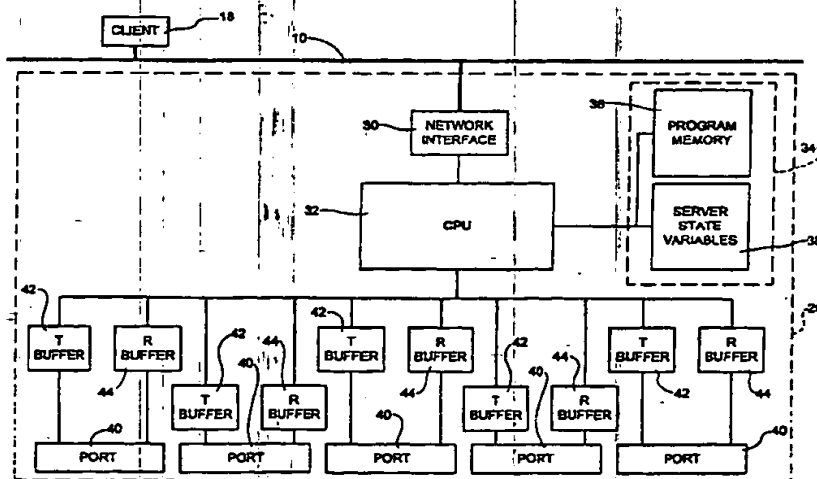 CLIENT
18
10
30
NETWORK
INTERFACE
36
PROGRAM
MEMORY
34
32
CPU
SERVER
STATE
VARIABLES
38
42
T
BUFFER
R
BUFFER
44
42
T
BUFFER
44
R
BUFFER
42
T
BUFFER
R
BUFFER
44
42
T
BUFFER
44
R
BUFFER
T
BUFFER
42
R
BUFFER
44
40
PORT
40
PORT
40
PORT
40
PORT
40
PORT